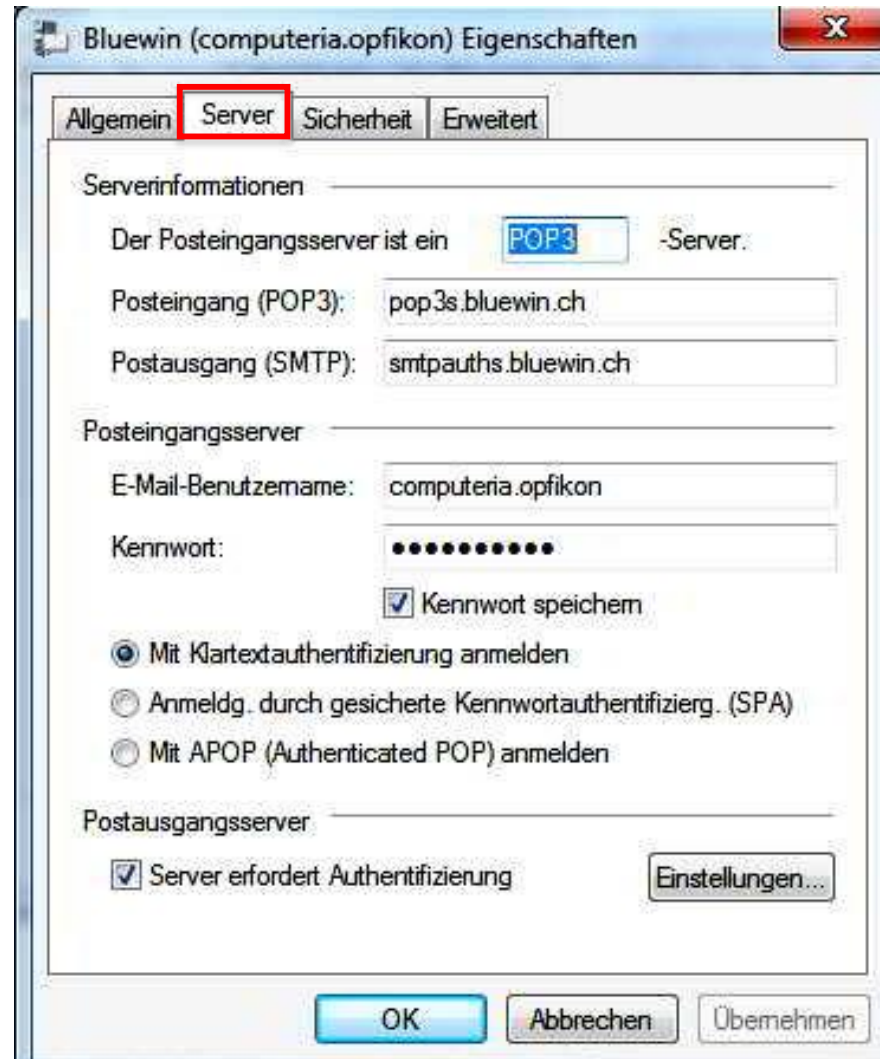 Bluewin (computeria.opfikon) Eigenschaften
Allgemein Server Sicherheit Erweitert
Serverinformationen
Der Posteingangsserver ist ein POP3 -Server.
Posteingang (POP3): pop3s.bluewin.ch
Postausgang (SMTP): smtpauths.bluewin.ch
Posteingangsserver
E-Mail-Benutzername: computeria.opfikon
Kennwort: ●●●●●●●●●●
Kennwort speichern
Mit Klartextauthentifizierung anmelden
Anmeldg. durch gesicherte Kennwortauthentifizierg. (SPA)
Mit APOP (Authenticated POP) anmelden
Postausgangsserver
Server erfordert Authentifizierung Einstellungen...
OK Abbrechen Übernehmen